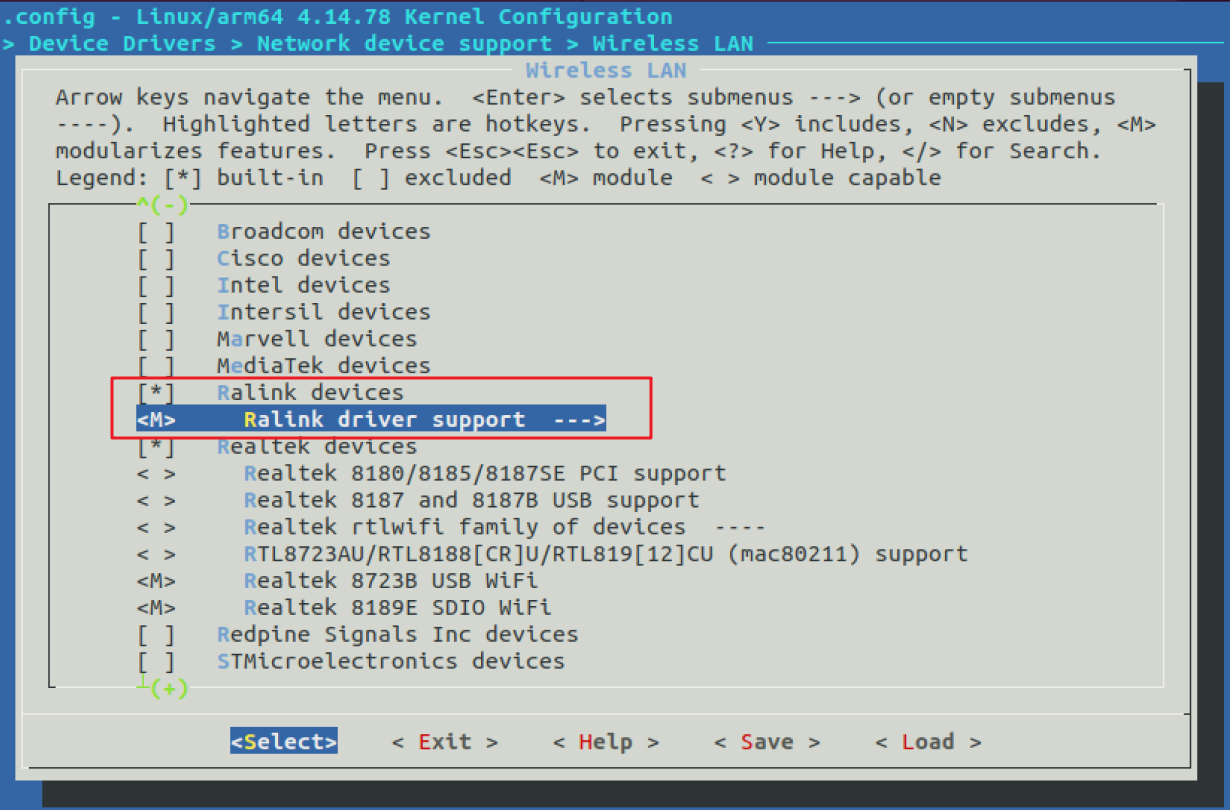 .config - Linux/arm64 4.14.78 Kernel Configuration
> Device Drivers > Network device support > Wireless LAN
Wireless LAN
Arrow keys navigate the menu.  <Enter> selects submenus ---> (or empty submenus
----).  Highlighted letters are hotkeys.  Pressing <Y> includes, <N> excludes, <M>
modularizes features.  Press <Esc><Esc> to exit, <?> for Help, </> for Search.
Legend: [*] built-in  [ ] excluded  <M> module  < > module capable
^(-)
[ ]   Broadcom devices
[ ]   Cisco devices
[ ]   Intel devices
[ ]   Intersil devices
[ ]   Marvell devices
[ ]   MediaTek devices
[*]   Ralink devices
<M>     Ralink driver support  --->
[*]   Realtek devices
< >     Realtek 8180/8185/8187SE PCI support
< >     Realtek 8187 and 8187B USB support
< >     Realtek rtlwifi family of devices  ----
< >     RTL8723AU/RTL8188[CR]U/RTL819[12]CU (mac80211) support
<M>     Realtek 8723B USB WiFi
<M>     Realtek 8189E SDIO WiFi
[ ]   Redpine Signals Inc devices
[ ]   STMicroelectronics devices
┴(+)
<Select>    < Exit >    < Help >    < Save >    < Load >